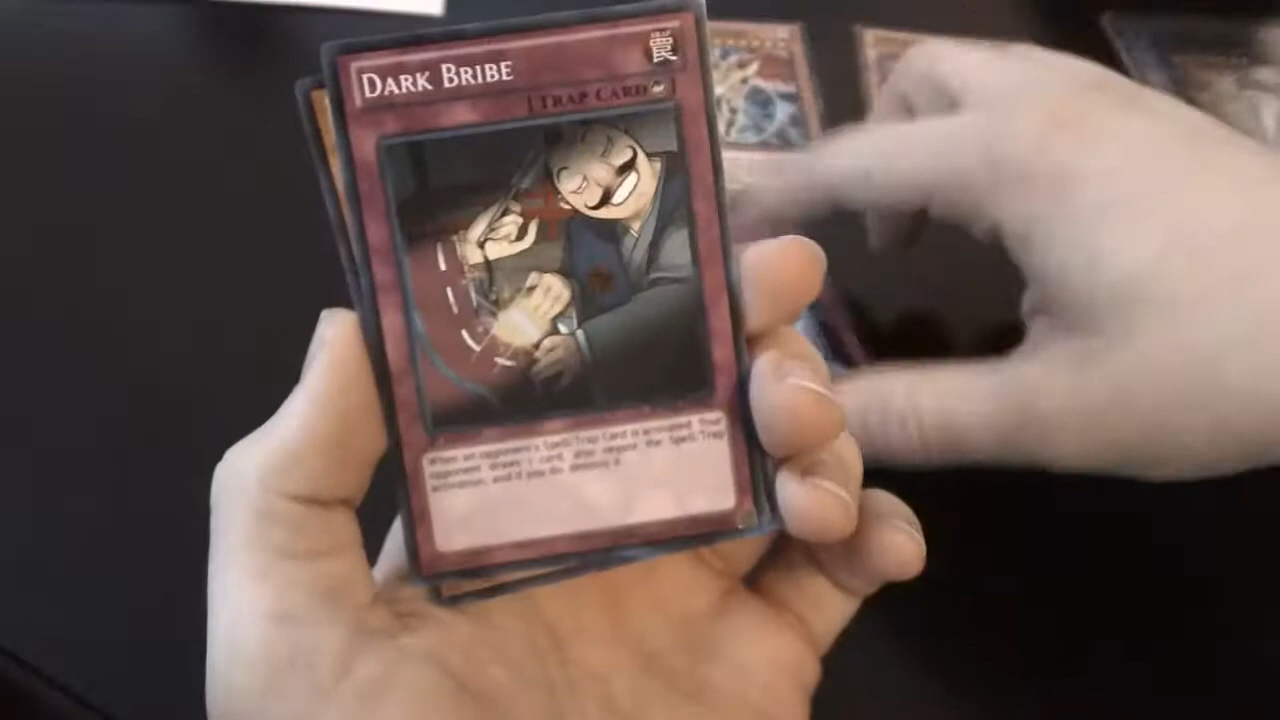 DARK BRIBE
[TRAP CARD
When an opponent's Spell/Trap Card is activated: Your
opponent draws 1 card, also negate the Spell/Trap
activation, and if you do, destroy it.